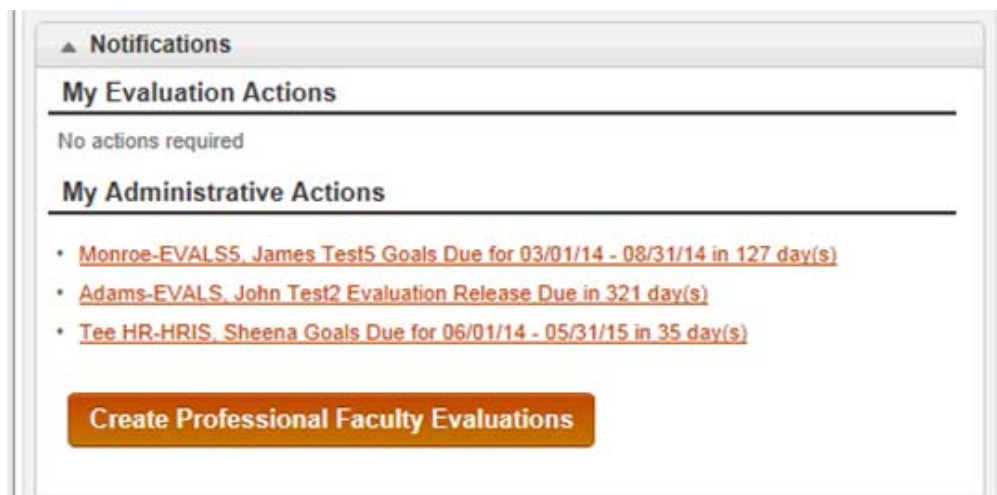 Notifications
My Evaluation Actions
No actions required
My Administrative Actions
• Monroe-EVALS5, James Test5 Goals Due for 03/01/14 - 08/31/14 in 127 day(s)
• Adams-EVALS, John Test2 Evaluation Release Due in 321 day(s)
• Tee HR-HRIS, Sheena Goals Due for 06/01/14 - 05/31/15 in 35 day(s)
Create Professional Faculty Evaluations